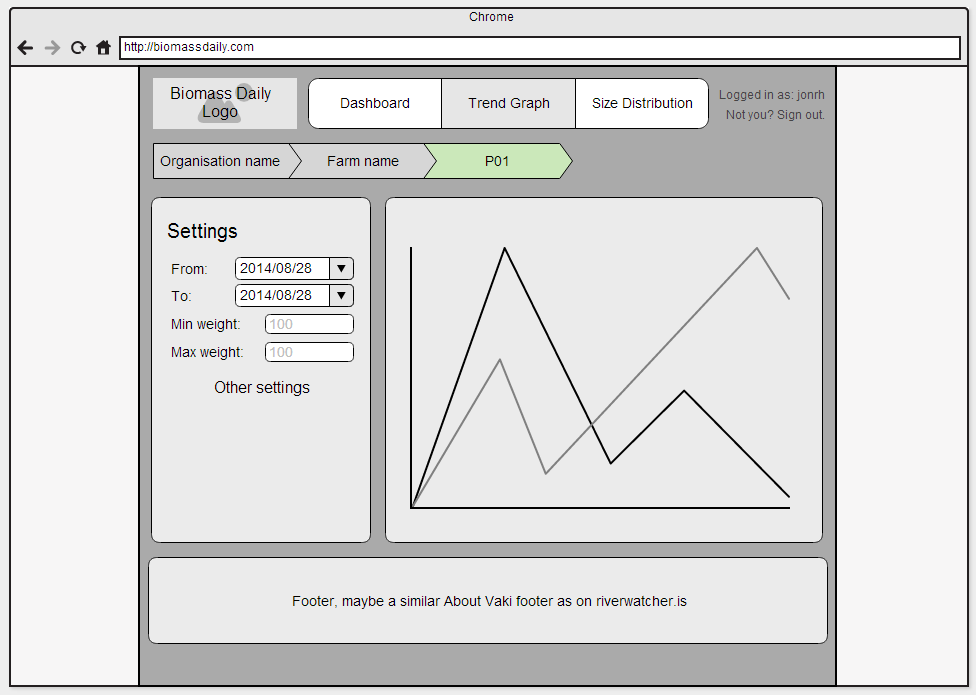 Chrome
http://biomassdaily.com
Biomass Daily
Logo
Dashboard
Trend Graph
Size Distribution
Logged in as: jonrh
Not you? Sign out.
Organisation name
Farm name
P01
Settings
From:
2014/08/28
To:
2014/08/28
Min weight:
100
Max weight:
100
Other settings
Footer, maybe a similar About Vaki footer as on riverwatcher.is